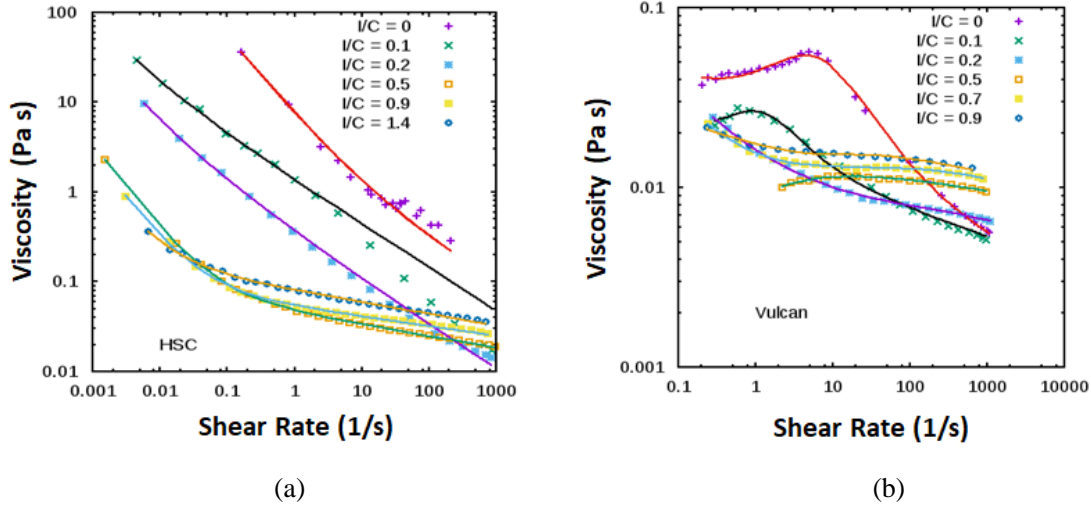 Viscosity (Pa s)
100
10
1
0.1
0.01
0.001
0.01
0.1
1
10
100
1000
Shear Rate (1/s)
I/C = 0
I/C = 0.1
I/C = 0.2
I/C = 0.5
I/C = 0.9
I/C = 1.4
HSC
(a)
Viscosity (Pa s)
0.1
0.01
0.001
0.1
1
10
100
1000
10000
Shear Rate (1/s)
I/C = 0
I/C = 0.1
I/C = 0.2
I/C = 0.5
I/C = 0.7
I/C = 0.9
Vulcan
(b)